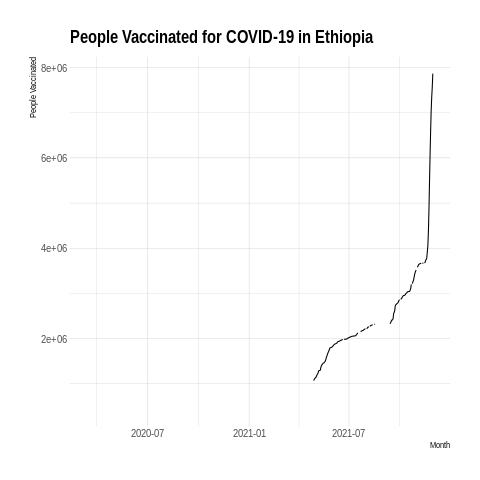 People Vaccinated for COVID-19 in Ethiopia
People Vaccinated
8e+06
6e+06
4e+06
2e+06
2020-07 2021-01 2021-07
Month